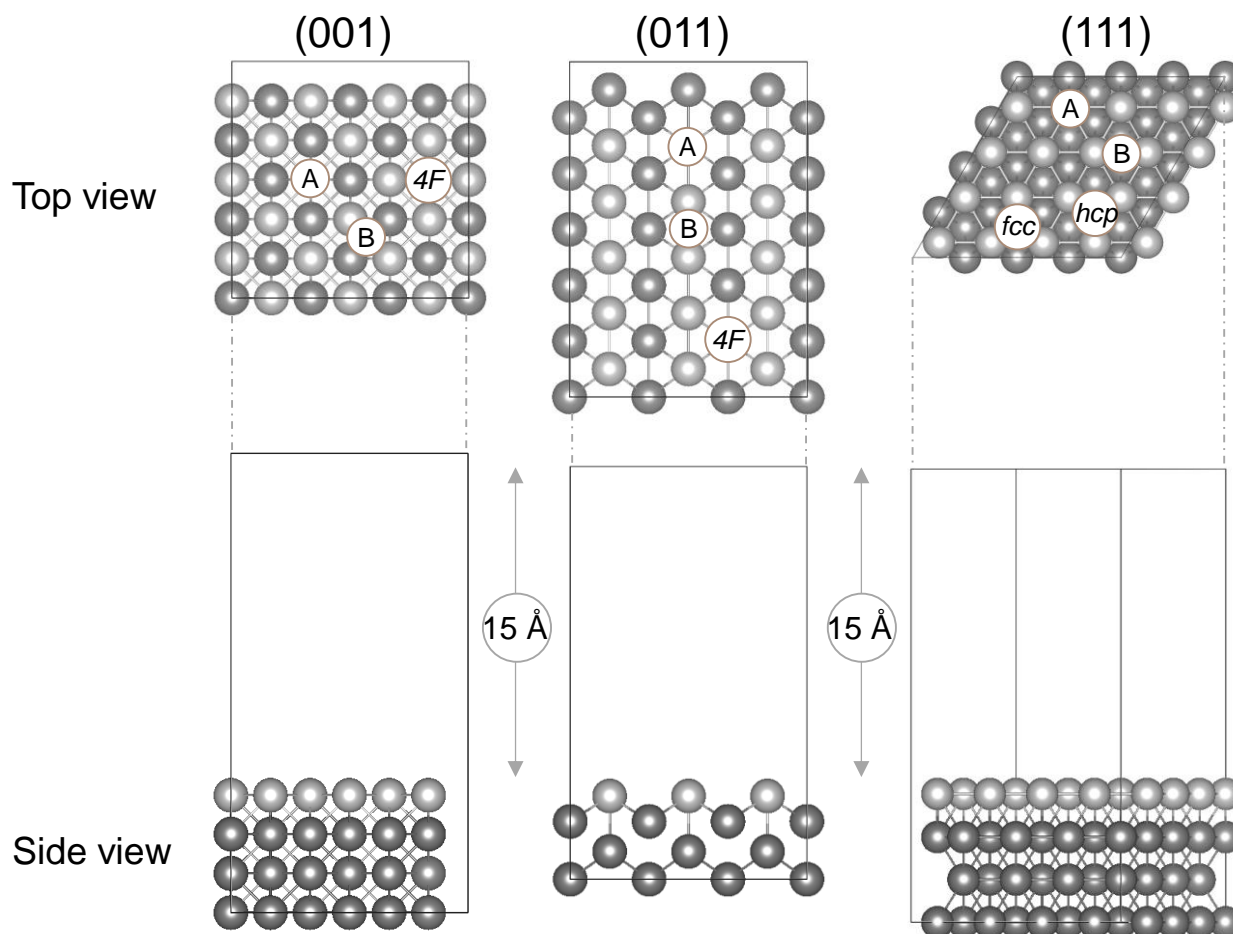 (001)
(011)
(111)
Top view
A
4F
B
A
B
4F
A
B
fcc
hcp
15 Å
15 Å
Side view